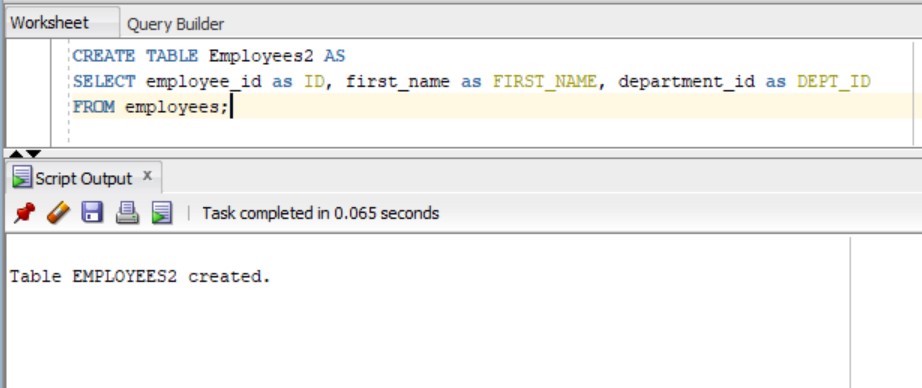 Worksheet Query Builder
CREATE TABLE Employees2 AS
SELECT employee_id as ID, first_name as FIRST_NAME, department_id as DEPT_ID
FROM employees;
Script Output x
Task completed in 0.065 seconds
Table EMPLOYEES2 created.